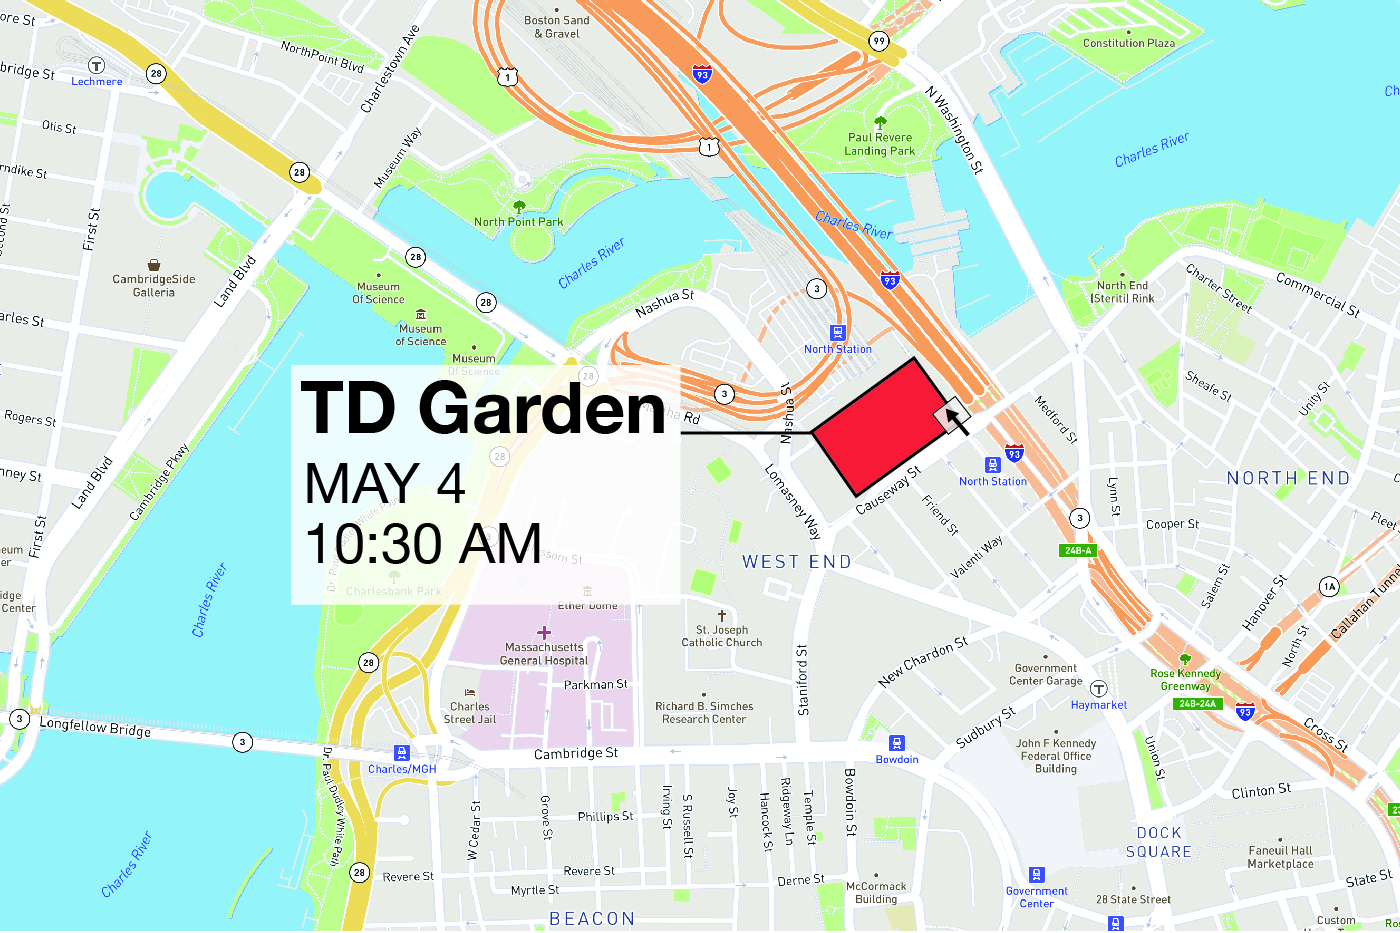 Boston Sand
& Gravel
99
Constitution Plaza
ore St
NorthPoint Blvd
Charlestown Ave
bridge St
Lechmere
28
1
93
N Washington St
Otis St
Museum Way
1
Paul Revere
Landing Park
Charles River
28
rndike St
First St
North Point Park
Charles River
Charles River
28
CambridgeSide
Galleria
Land Blvd
Museum
Of Science
28
Nashua St
3
93
North End
(Steriti) Rink
Charter Street
Commercial St
arles St
Museum
of Science
Museum
Of Science
North Station
28
3
Nashua St
TD Garden
MAY 4
10:30 AM
Rogers St
Sheafe St
Unity St
Medford St
Land Blvd
Cambridge Pkwy
nney St
First St
28
Lomasney Way
Causeway St
North Station
93
NORTH END
Lynn St
Friend St
3
Cooper St
24B-A
Valenti Way
WEST END
Charles River
Charlesbank Park
Ether Dome
Salem St
Hanover St
1A
Callahan Tunnel
North St
Massachusetts
General Hospital
St. Joseph
Catholic Church
28
Parkman St
Staniford St
New Chardon St
Government
Center Garage
Rose Kennedy
Greenway
24B-24A
93
Haymarket
Charles
Street Jail
Richard B. Simches
Research Center
Sudbury St
3
Longfellow Bridge
3
Cambridge St
Charles/MGH
Bowdoin
John F Kennedy
Federal Office
Building
Cross St
Union St
Dr. Paul Dudley White Path
Clinton St
W Cedar St
Grove St
Phillips St
Irving St
S Russell St
Joy St
Hancock St
Ridgeway Ln
Temple St
Bowdoin St
DOCK
SQUARE
Faneuil Hall
Marketplace
Charles River
28
Revere St
Revere St
Myrtle St
Derne St
McCormack
Building
Government
Center
28 State Street
State St
BEACON
Custom